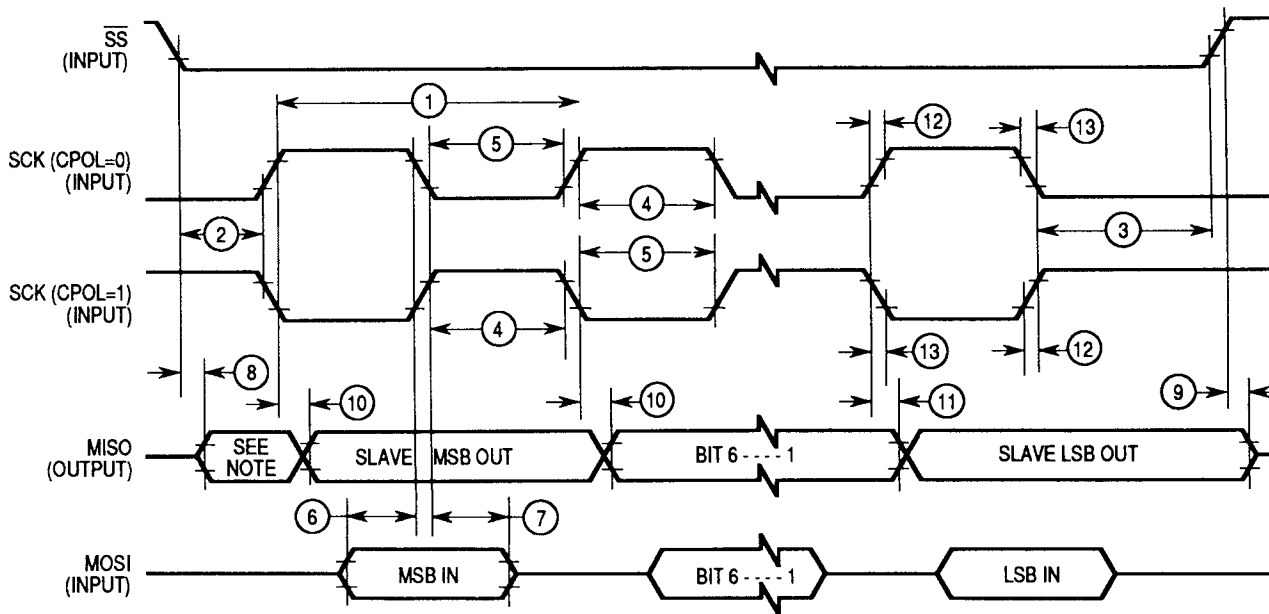 SS
(INPUT)
1
5
12
13
SCK (CPOL=0)
(INPUT)
4
2
3
5
SCK (CPOL=1)
(INPUT)
4
13
12
8
10
10
11
9
MISO
(OUTPUT)
SEE
NOTE
SLAVE MSB OUT
BIT 6 - - - - 1
SLAVE LSB OUT
6
7
MOSI
(INPUT)
MSB IN
BIT 6 - - - - 1
LSB IN